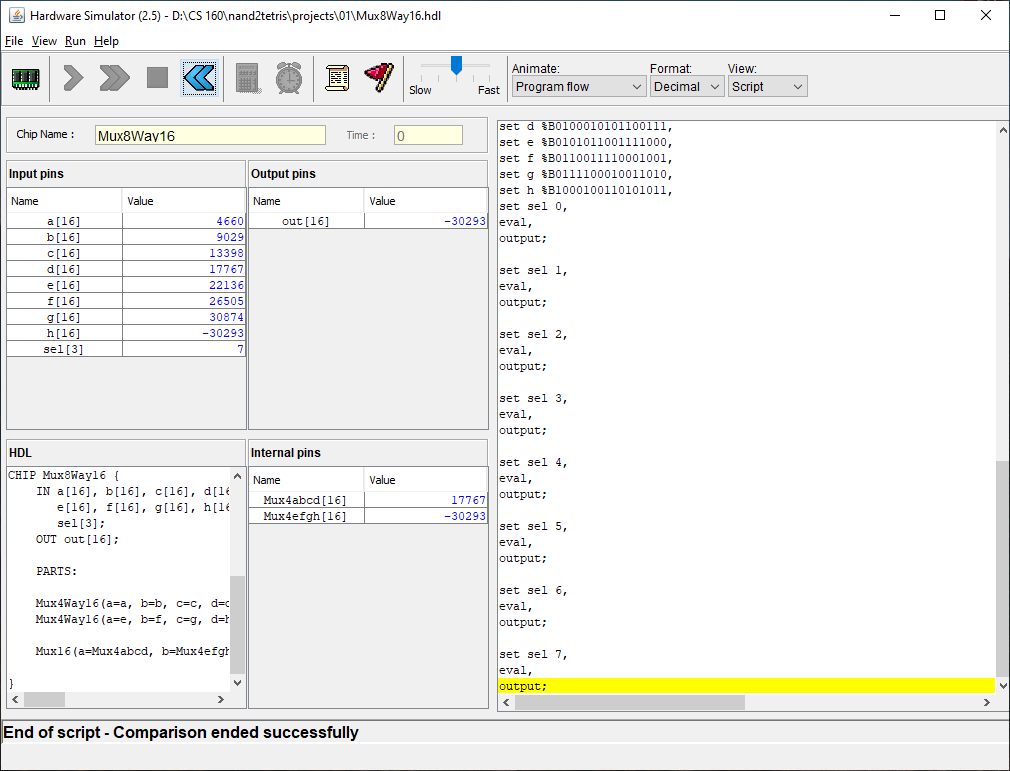 Hardware Simulator (2.5) - D:\CS 160\nand2tetris\projects\01\Mux8Way16.hdl
File View Run Help
Slow Fast
Animate: Format: View:
Program flow Decimal Script
Chip Name : Mux8Way16 Time : 0
Input pins
Name Value
a[16] 4660
b[16] 9029
c[16] 13398
d[16] 17767
e[16] 22136
f[16] 26505
g[16] 30874
h[16] -30293
sel[3] 7
Output pins
Name Value
out[16] -30293
HDL
CHIP Mux8Way16 {
IN a[16], b[16], c[16], d[16
e[16], f[16], g[16], h[16
sel[3];
OUT out[16];
PARTS:
Mux4Way16(a=a, b=b, c=c, d=d
Mux4Way16(a=e, b=f, c=g, d=h
Mux16(a=Mux4abcd, b=Mux4efgh
}
Internal pins
Name Value
Mux4abcd[16] 17767
Mux4efgh[16] -30293
set d %B0100010101100111,
set e %B0101011001111000,
set f %B0110011110001001,
set g %B0111100010011010,
set h %B1000100110101011,
set sel 0,
eval,
output;
set sel 1,
eval,
output;
set sel 2,
eval,
output;
set sel 3,
eval,
output;
set sel 4,
eval,
output;
set sel 5,
eval,
output;
set sel 6,
eval,
output;
set sel 7,
eval,
output;
End of script - Comparison ended successfully